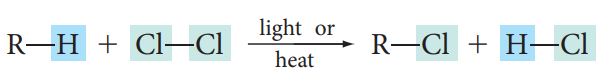 R—H + Cl—Cl light or heat R—Cl + H—Cl